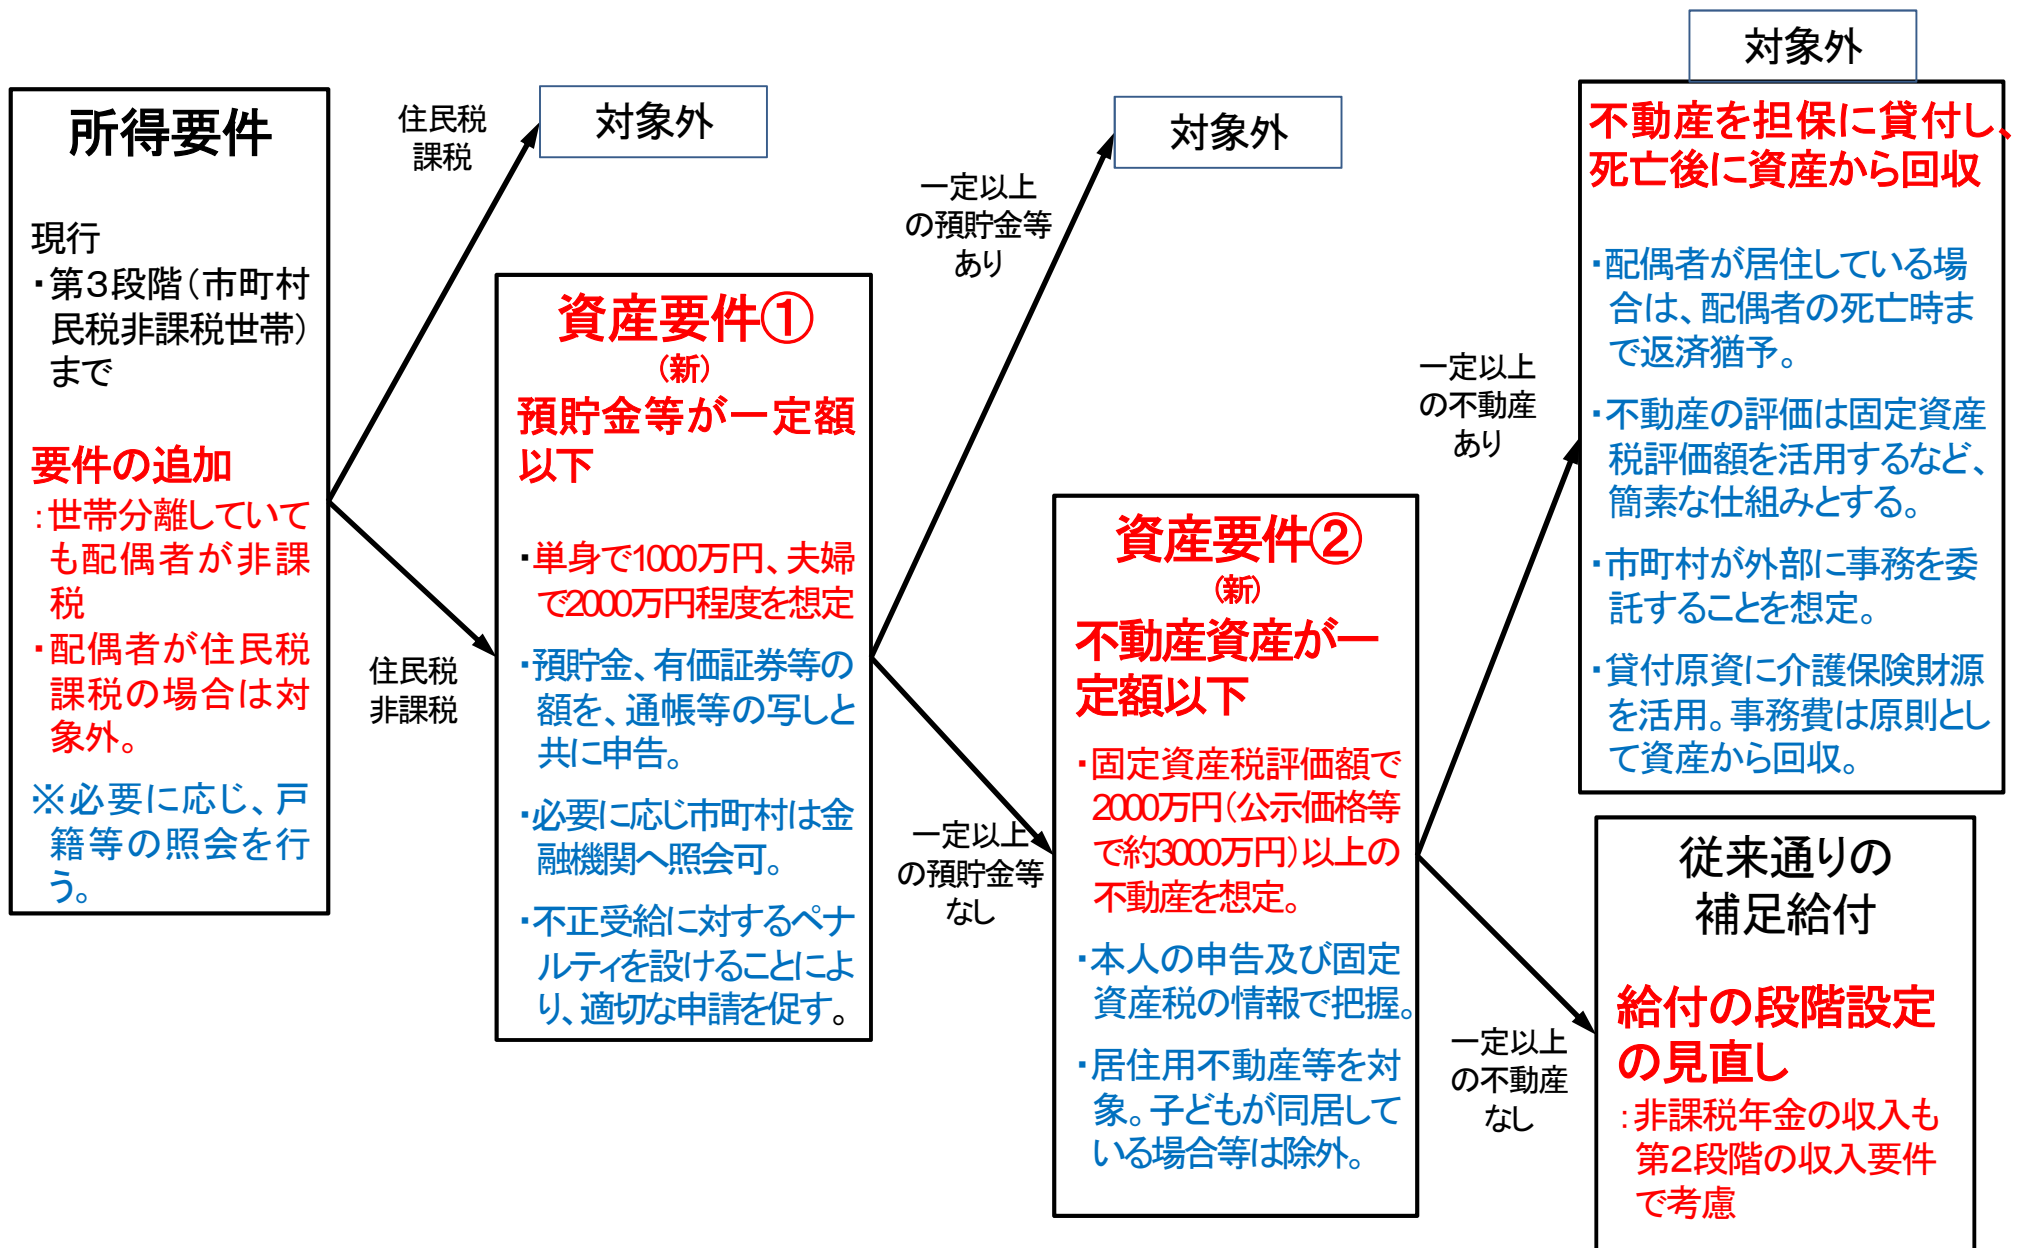 所得要件
現行
・第3段階(市町村
民税非課税世帯)
まで
要件の追加
:世帯分離していて
も配偶者が非課
税
・配偶者が住民税
課税の場合は対
象外。
※必要に応じ、戸
籍等の照会を行
う。
住民税
課税
対象外
住民税
非課税
資産要件①
(新)
預貯金等が一定額
以下
・単身で1000万円、夫婦
で2000万円程度を想定
・預貯金、有価証券等の
額を、通帳等の写しと
共に申告。
・必要に応じ市町村は金
融機関へ照会可。
・不正受給に対するペナ
ルティを設けることによ
り、適切な申請を促す。
一定以上
の預貯金等
あり
対象外
一定以上
の預貯金等
なし
資産要件②
(新)
不動産資産が一
定額以下
・固定資産税評価額で
2000万円(公示価格等
で約3000万円)以上の
不動産を想定。
・本人の申告及び固定
資産税の情報で把握。
・居住用不動産等を対
象。子どもが同居して
いる場合等は除外。
一定以上
の不動産
あり
対象外
不動産を担保に貸付し、
死亡後に資産から回収
・配偶者が居住している場
合は、配偶者の死亡時ま
で返済猶予。
・不動産の評価は固定資産
税評価額を活用するなど、
簡素な仕組みとする。
・市町村が外部に事務を委
託することを想定。
・貸付原資に介護保険財源
を活用。事務費は原則とし
て資産から回収。
一定以上
の不動産
なし
従来通りの
補足給付
給付の段階設定
の見直し
:非課税年金の収入も
第2段階の収入要件
で考慮